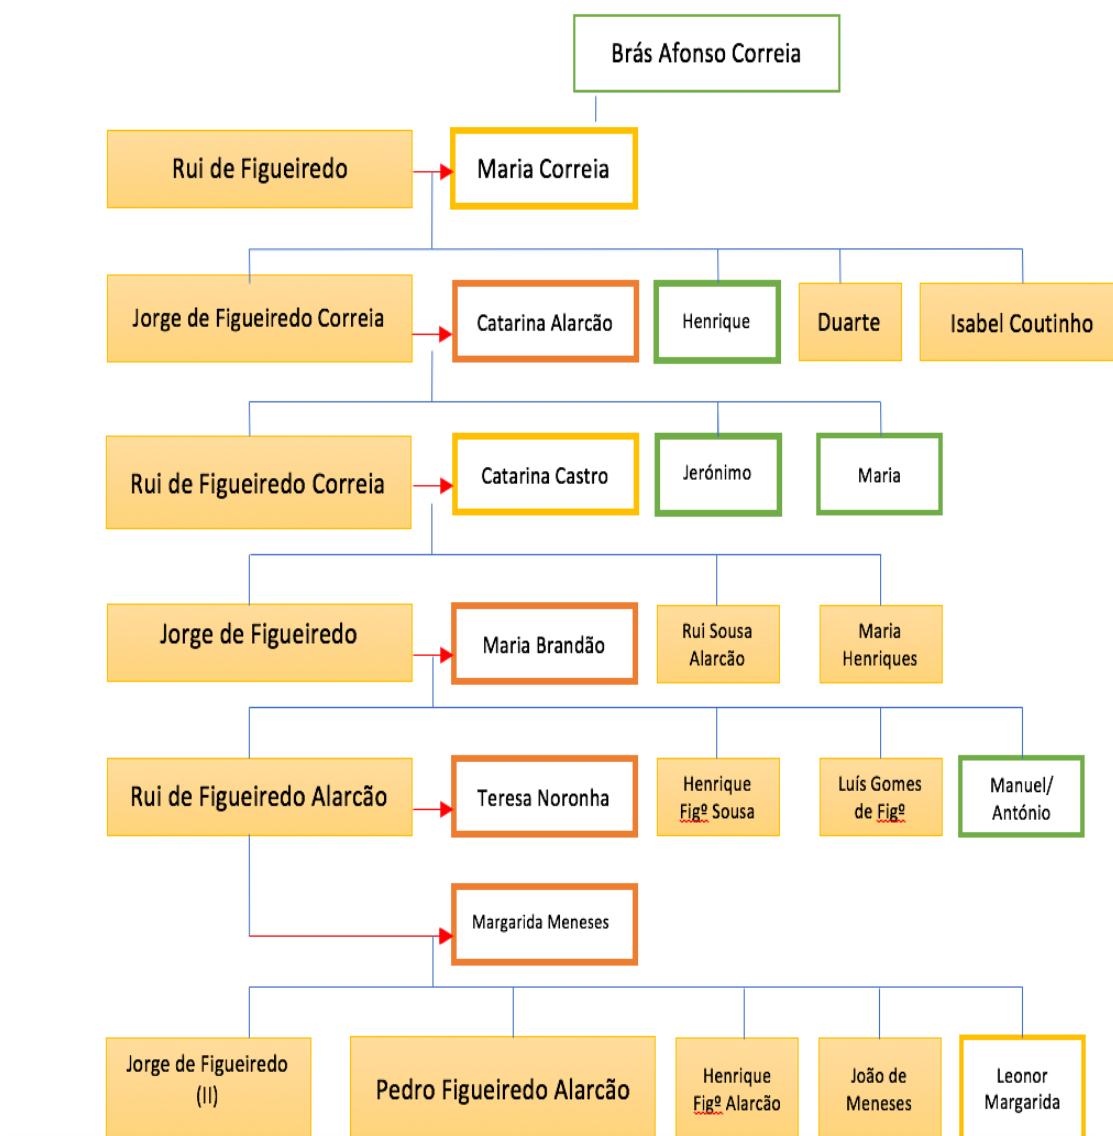 Brás Afonso Correia
Rui de Figueiredo
Maria Correia
Jorge de Figueiredo Correia
Catarina Alarcão
Henrique
Duarte
Isabel Coutinho
Rui de Figueiredo Correia
Catarina Castro
Jerónimo
Maria
Jorge de Figueiredo
Maria Brandão
Rui Sousa
Alarcão
Maria
Henriques
Rui de Figueiredo Alarcão
Teresa Noronha
Henrique
Figº Sousa
Luís Gomes
de Figº
Manuel/
António
Margarida Meneses
Jorge de Figueiredo
(II)
Pedro Figueiredo Alarcão
Henrique
Figº Alarcão
João de
Meneses
Leonor
Margarida